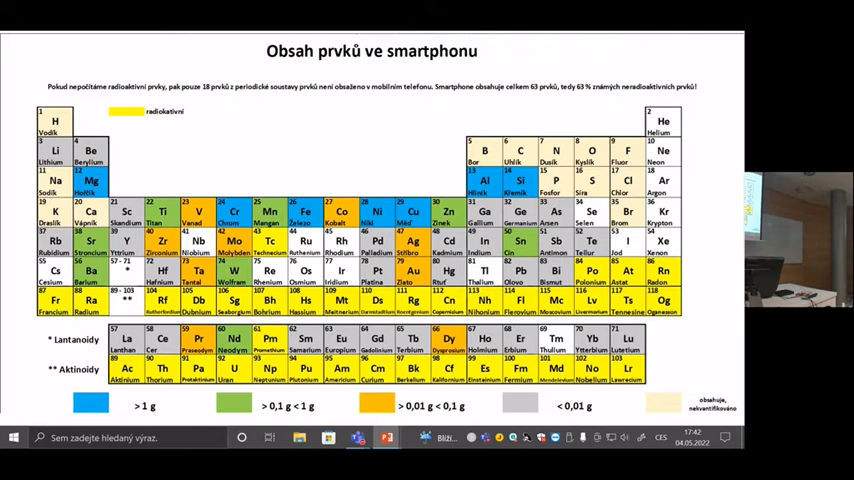 Obsah prvků ve smartphonu
Pokud nepočítáme radioaktivní prvky, pak pouze 18 prvků z periodické soustavy prvků není obsaženo v mobilním telefonu. Smartphone obsahuje celkem 63 prvků, tedy 63 % známých neradioaktivních prvků!
radiokativní
1 H Vodík 2 He Helium
3 Li Lithium 4 Be Berylium 5 B Bor 6 C Uhlík 7 N Dusík 8 O Kyslík 9 F Fluor 10 Ne Neon
11 Na Sodík 12 Mg Hořčík 13 Al Hliník 14 Si Křemík 15 P Fosfor 16 S Síra 17 Cl Chlor 18 Ar Argon
19 K Draslík 20 Ca Vápník 21 Sc Skandium 22 Ti Titan 23 V Vanad 24 Cr Chrom 25 Mn Mangan 26 Fe Železo 27 Co Kobalt 28 Ni Nikl 29 Cu Měď 30 Zn Zinek 31 Ga Gallium 32 Ge Germanium 33 As Arsen 34 Se Selen 35 Br Brom 36 Kr Krypton
37 Rb Rubidium 38 Sr Stroncium 39 Y Yttrium 40 Zr Zirconium 41 Nb Niobium 42 Mo Molybden 43 Tc Technecium 44 Ru Ruthenium 45 Rh Rhodium 46 Pd Palladium 47 Ag Stříbro 48 Cd Kadmium 49 In Indium 50 Sn Cín 51 Sb Antimon 52 Te Tellur 53 I Jod 54 Xe Xenon
55 Cs Cesium 56 Ba Barium 57 - 71 * 72 Hf Hafnium 73 Ta Tantal 74 W Wolfram 75 Re Rhenium 76 Os Osmium 77 Ir Iridium 78 Pt Platina 79 Au Zlato 80 Hg Rtuť 81 Tl Thallium 82 Pb Olovo 83 Bi Bismut 84 Po Polonium 85 At Astat 86 Rn Radon
87 Fr Francium 88 Ra Radium 89 - 103 ** 104 Rf Rutherfordium 105 Db Dubnium 106 Sg Seaborgium 107 Bh Bohrium 108 Hs Hassium 109 Mt Meitnerium 110 Ds Darmstadtium 111 Rg Roentgenium 112 Cn Copernicium 113 Nh Nihonium 114 Fl Flerovium 115 Mc Moscovium 116 Lv Livermorium 117 Ts Tennessin 118 Og Oganesson
* Lantanoidy 57 La Lanthan 58 Ce Cer 59 Pr Praseodym 60 Nd Neodym 61 Pm Promethium 62 Sm Samarium 63 Eu Europium 64 Gd Gadolinium 65 Tb Terbium 66 Dy Dysprosium 67 Ho Holmium 68 Er Erbium 69 Tm Thulium 70 Yb Ytterbium 71 Lu Lutecium
** Aktinoidy 89 Ac Aktinium 90 Th Thorium 91 Pa Protaktinium 92 U Uran 93 Np Neptunium 94 Pu Plutonium 95 Am Americium 96 Cm Curium 97 Bk Berkelium 98 Cf Kalifornium 99 Es Einsteinium 100 Fm Fermium 101 Md Mendelevium 102 No Nobelium 103 Lr Lawrecium
> 1 g > 0,1 g < 1 g > 0,01 g < 0,1 g < 0,01 g obsahuje,
nekvantifikováno
Sem zadejte hledaný výraz. Blíží... CES 17:42
04.05.2022